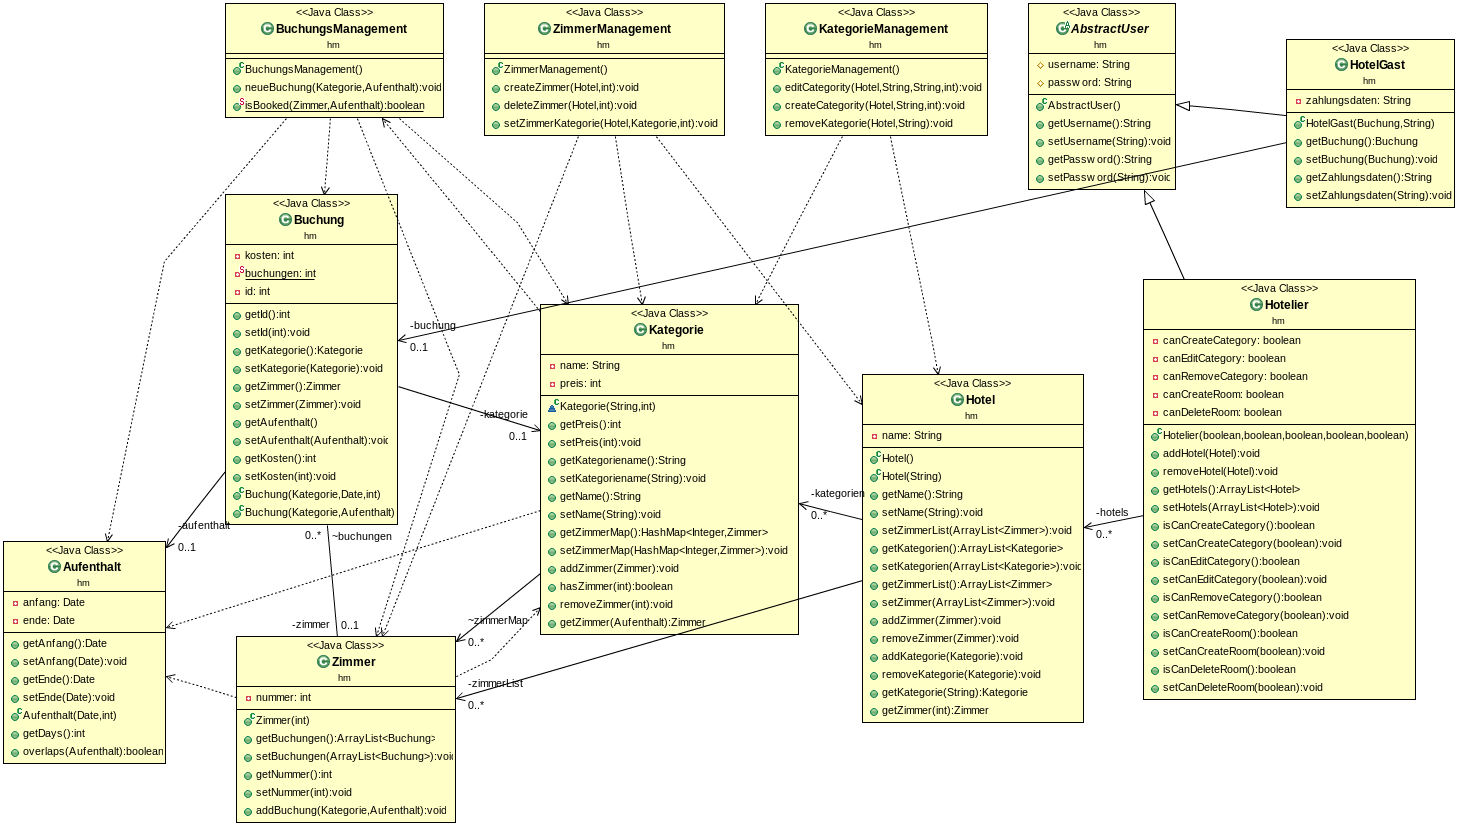 <<Java Class>>
BuchungsManagement
hm
BuchungsManagement()
neueBuchung(Kategorie,Aufenthalt):void
isBooked(Zimmer,Aufenthalt):boolean
<<Java Class>>
ZimmerManagement
hm
ZimmerManagement()
createZimmer(Hotel,int):void
deleteZimmer(Hotel,int):void
setZimmerKategorie(Hotel,Kategorie,int):void
<<Java Class>>
KategorieManagement
hm
KategorieManagement()
editCategority(Hotel,String,String,int):void
createCategority(Hotel,String,int):void
removeKategorie(Hotel,String):void
<<Java Class>>
AbstractUser
hm
username: String
password: String
AbstractUser()
getUsername():String
setUsername(String):void
getPassword():String
setPassword(String):void
<<Java Class>>
HotelGast
hm
zahlungsdaten: String
HotelGast(Buchung,String)
getBuchung():Buchung
setBuchung(Buchung):void
getZahlungsdaten():String
setZahlungsdaten(String):void
<<Java Class>>
Buchung
hm
kosten: int
buchungen: int
id: int
getId():int
setId(int):void
getKategorie():Kategorie
setKategorie(Kategorie):void
getZimmer():Zimmer
setZimmer(Zimmer):void
getAufenthalt()
setAufenthalt(Aufenthalt):void
getKosten():int
setKosten(int):void
Buchung(Kategorie,Date,int)
Buchung(Kategorie,Aufenthalt)
-buchung
0..1
-kategorie
0..1
-aufenthalt
0..1
0..*
~buchungen
-zimmer
0..1
<<Java Class>>
Kategorie
hm
name: String
preis: int
Kategorie(String,int)
getPreis():int
setPreis(int):void
getKategoriename():String
setKategoriename(String):void
getName():String
setName(String):void
getZimmerMap():HashMap<Integer,Zimmer>
setZimmerMap(HashMap<Integer,Zimmer>):void
addZimmer(Zimmer):void
hasZimmer(int):boolean
removeZimmer(int):void
getZimmer(Aufenthalt):Zimmer
~zimmerMap
0..*
-zimmerList
0..*
-kategorien
0..*
<<Java Class>>
Hotel
hm
name: String
Hotel()
Hotel(String)
getName():String
setName(String):void
setZimmerList(ArrayList<Zimmer>):void
getKategorien():ArrayList<Kategorie>
setKategorien(ArrayList<Kategorie>):void
getZimmerList():ArrayList<Zimmer>
setZimmer(ArrayList<Zimmer>):void
addZimmer(Zimmer):void
removeZimmer(Zimmer):void
addKategorie(Kategorie):void
removeKategorie(Kategorie):void
getKategorie(String):Kategorie
getZimmer(int):Zimmer
-hotels
0..*
<<Java Class>>
Hotelier
hm
canCreateCategory: boolean
canEditCategory: boolean
canRemoveCategory: boolean
canCreateRoom: boolean
canDeleteRoom: boolean
Hotelier(boolean,boolean,boolean,boolean,boolean)
addHotel(Hotel):void
removeHotel(Hotel):void
getHotels():ArrayList<Hotel>
setHotels(ArrayList<Hotel>):void
isCanCreateCategory():boolean
setCanCreateCategory(boolean):void
isCanEditCategory():boolean
setCanEditCategory(boolean):void
isCanRemoveCategory():boolean
setCanRemoveCategory(boolean):void
isCanCreateRoom():boolean
setCanCreateRoom(boolean):void
isCanDeleteRoom():boolean
setCanDeleteRoom(boolean):void
<<Java Class>>
Aufenthalt
hm
anfang: Date
ende: Date
getAnfang():Date
setAnfang(Date):void
getEnde():Date
setEnde(Date):void
Aufenthalt(Date,int)
getDays():int
overlaps(Aufenthalt):boolean
<<Java Class>>
Zimmer
hm
nummer: int
Zimmer(int)
getBuchungen():ArrayList<Buchung>
setBuchungen(ArrayList<Buchung>):void
getNummer():int
setNummer(int):void
addBuchung(Kategorie,Aufenthalt):void